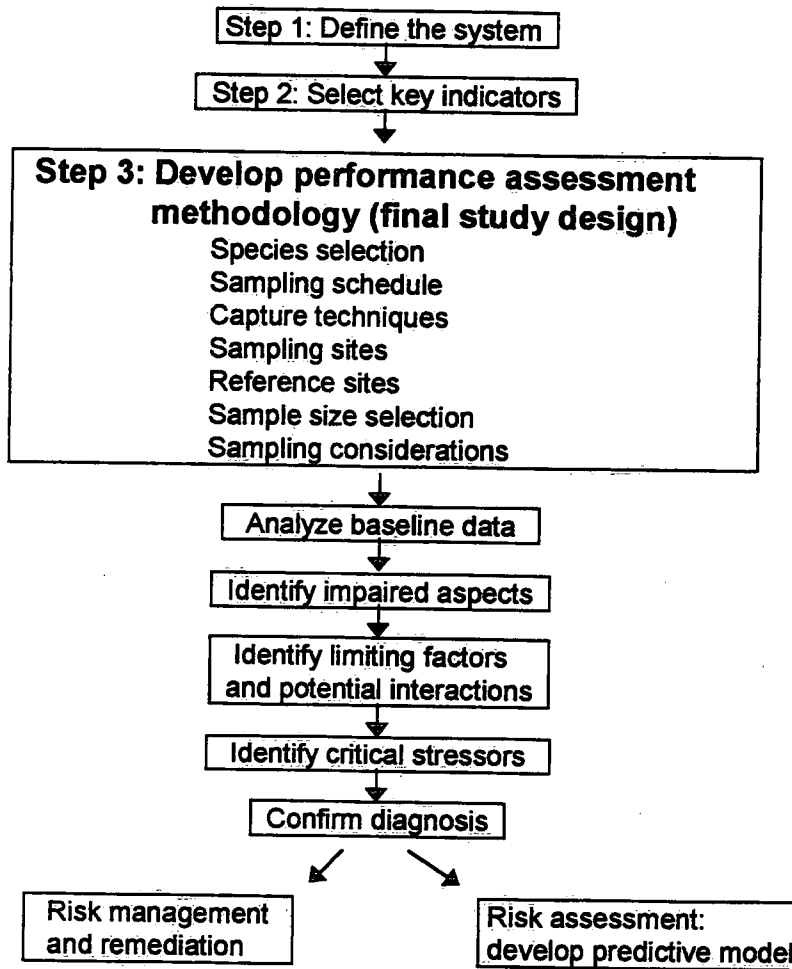 Step 1: Define the system
Step 2: Select key indicators
Step 3: Develop performance assessment
methodology (final study design)
Species selection
Sampling schedule
Capture techniques
Sampling sites
Reference sites
Sample size selection
Sampling considerations
Analyze baseline data
Identify impaired aspects
Identify limiting factors
and potential interactions
Identify critical stressors
Confirm diagnosis
Risk management
and remediation
Risk assessment:
develop predictive model